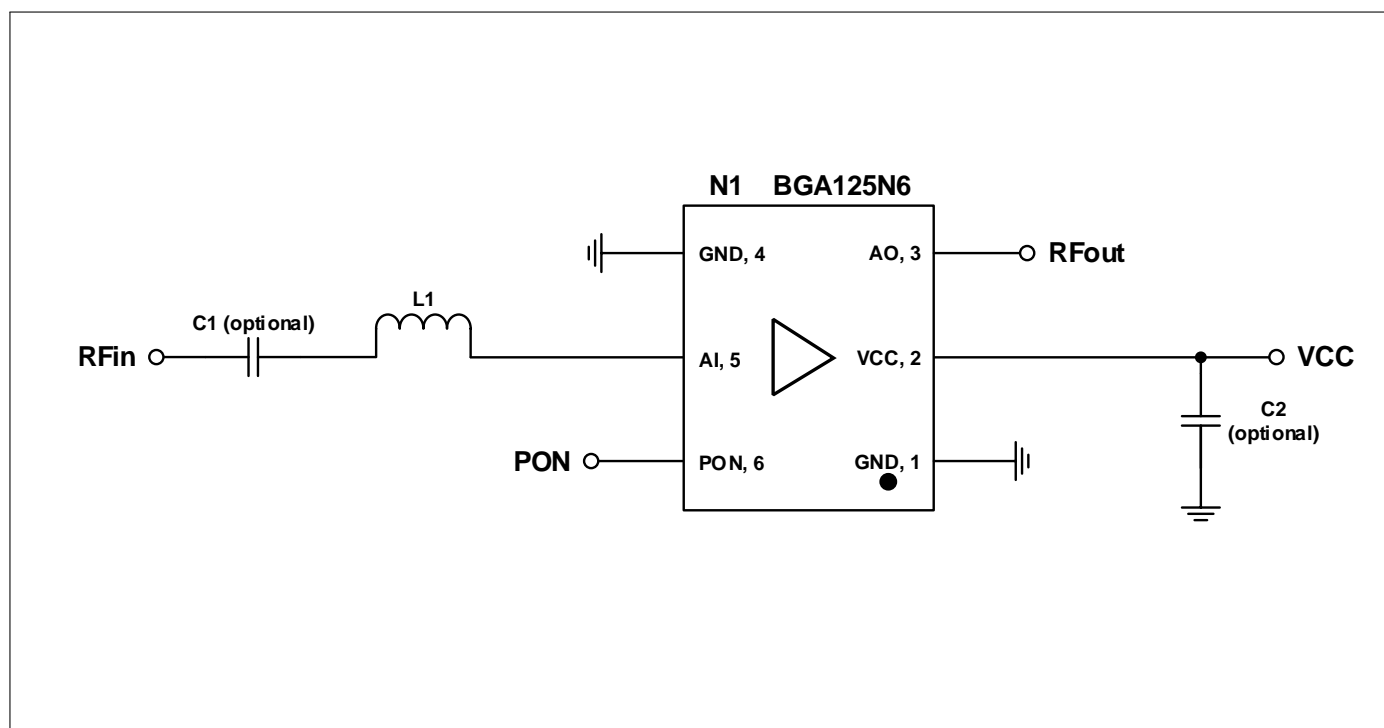 N1 BGA125N6
GND, 4
AO, 3
RFout
L1
C1 (optional)
RFin
AI, 5
VCC, 2
VCC
C2
(optional)
PON
PON, 6
GND, 1